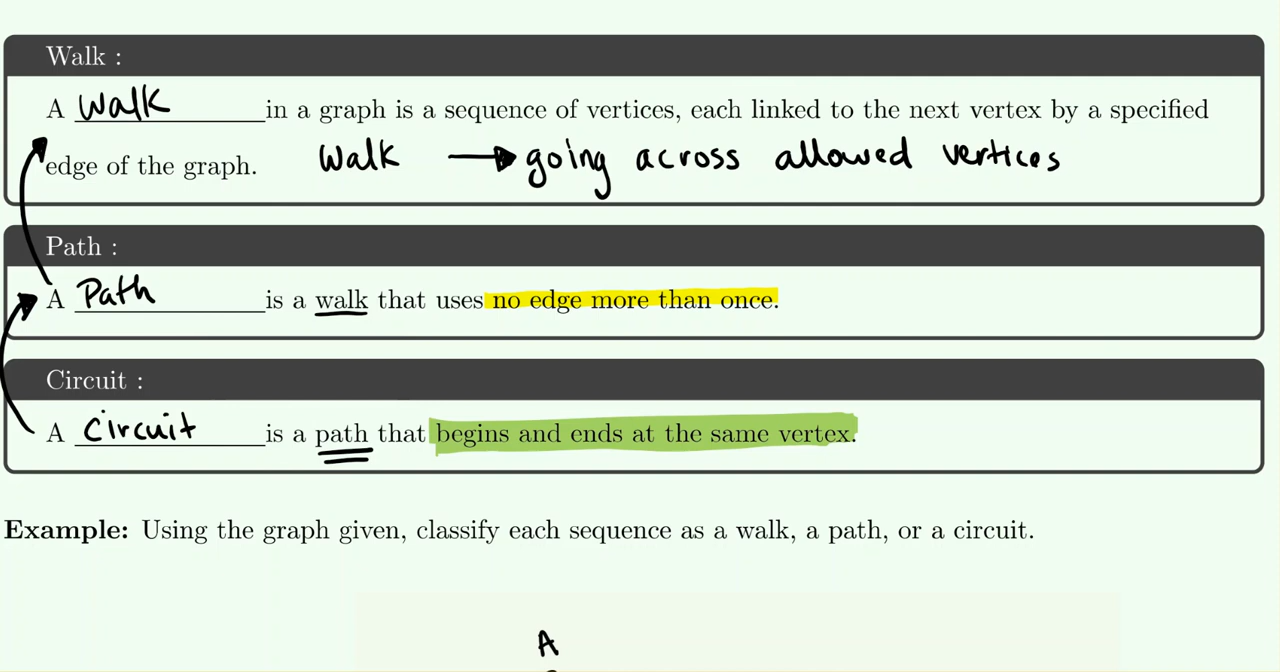 Walk :
A Walk in a graph is a sequence of vertices, each linked to the next vertex by a specified
edge of the graph. Walk → going across allowed vertices
Path :
A Path is a walk that uses no edge more than once.
Circuit :
A Circuit is a path that begins and ends at the same vertex.
Example: Using the graph given, classify each sequence as a walk, a path, or a circuit.
A